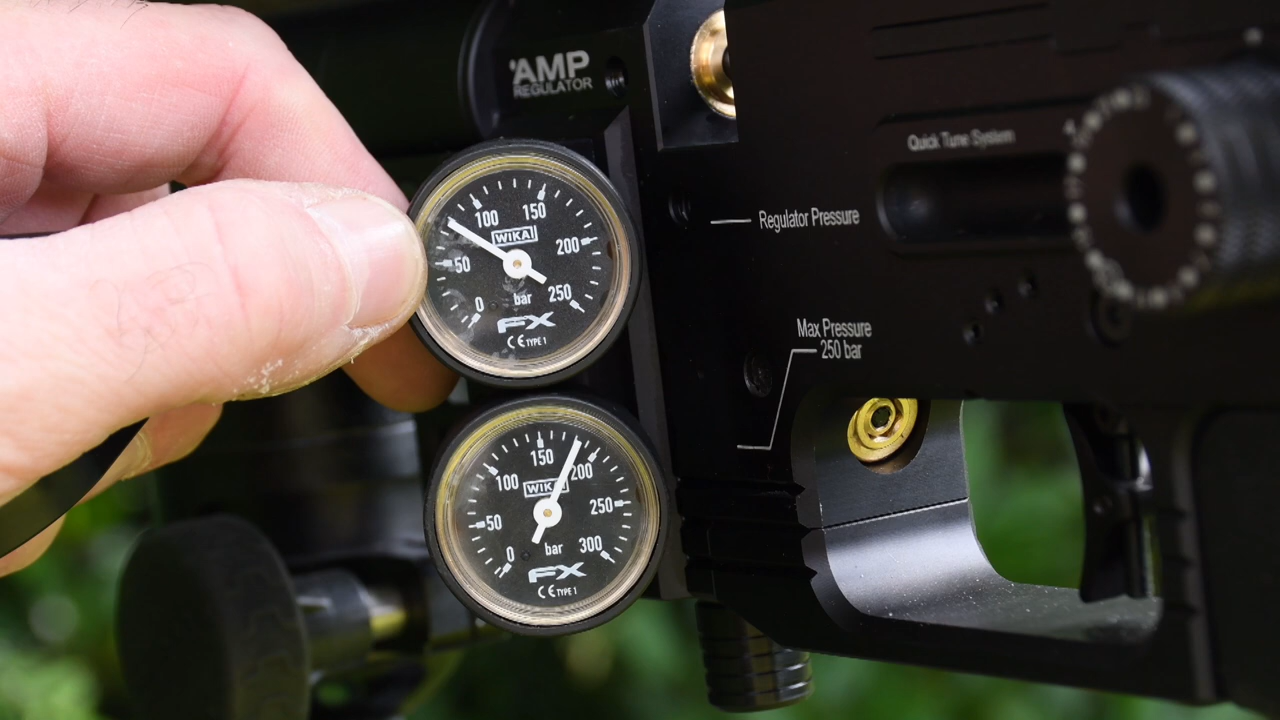 AMP
REGULATOR
Quick Tune System
Regulator Pressure
Max Pressure
250 bar
0
50
100
150
200
250
WIKA
bar
FX
CE TYPE 1
0
50
100
150
200
250
300
WIKA
bar
FX
CE TYPE 1